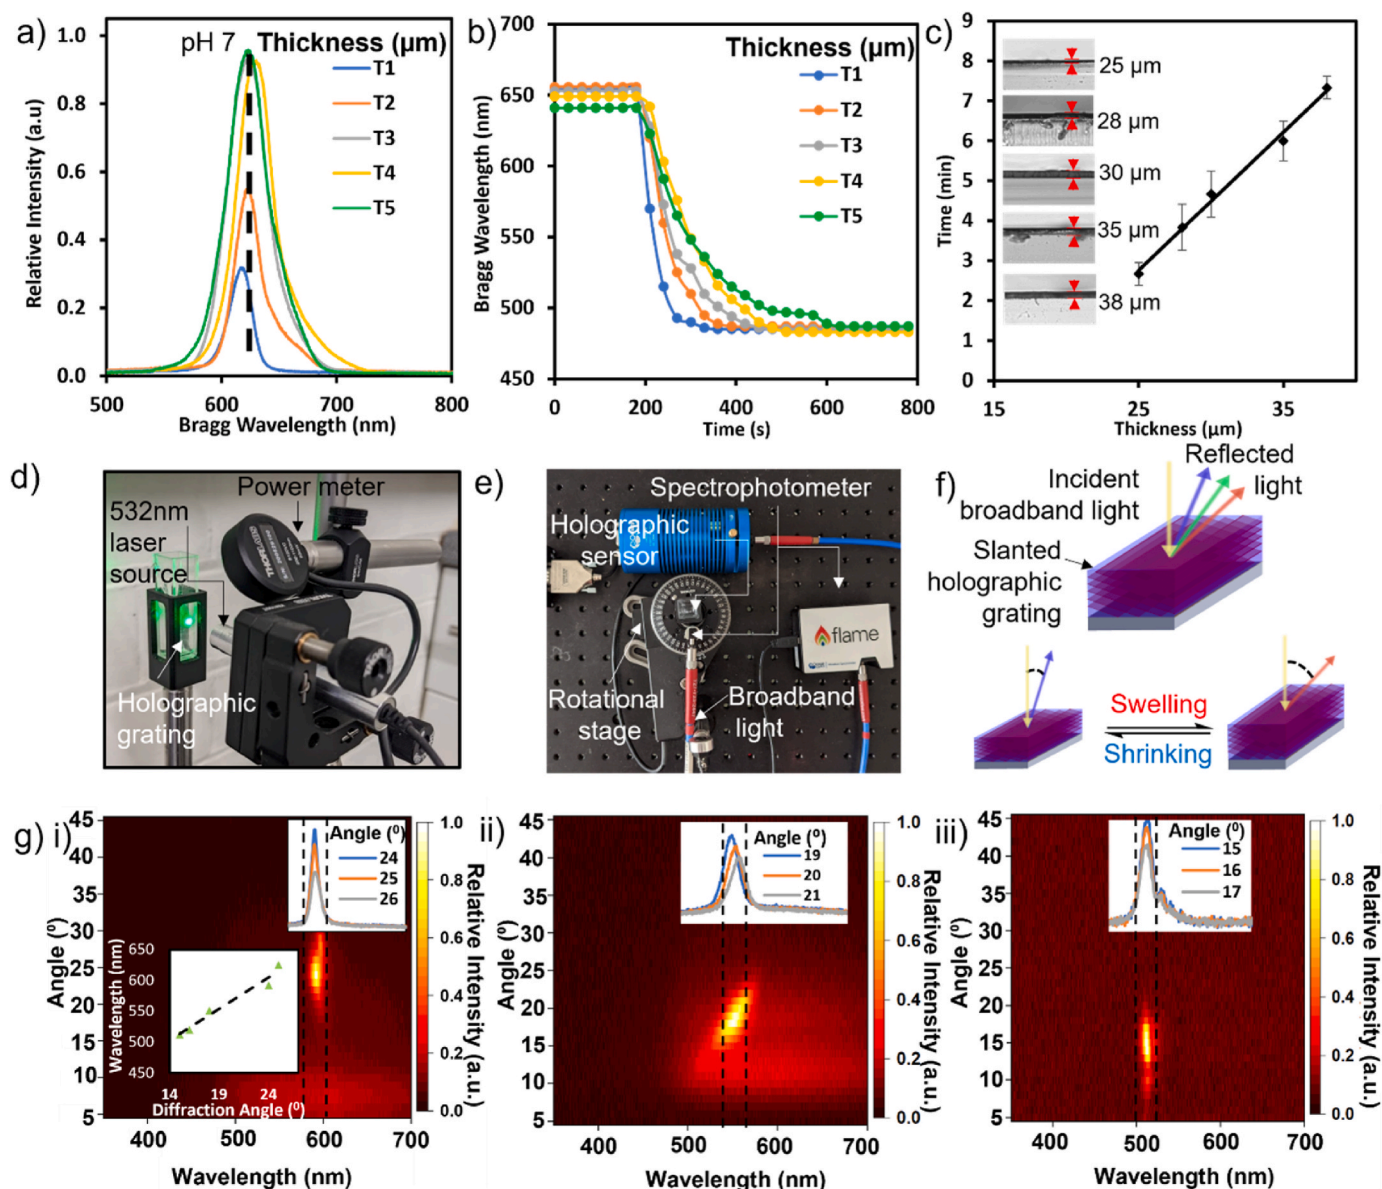 a)
pH 7
Thickness (μm)
T1
T2
T3
T4
T5
1.0
0.8
0.6
0.4
0.2
0.0
Relative Intensity (a.u)
500
600
700
800
Bragg Wavelength (nm)
b)
Thickness (μm)
T1
T2
T3
T4
T5
700
650
600
550
500
450
Bragg Wavelength (nm)
0
200
400
600
800
Time (s)
c)
9
8
7
6
5
4
3
2
1
0
Time (min)
25 μm
28 μm
30 μm
35 μm
38 μm
15
25
35
Thickness (μm)
d)
Power meter
532nm
laser
source
THORLABS
Holographic
grating
e)
Spectrophotometer
Holographic
sensor
flame
Rotational
stage
Broadband
light
f)
Incident
broadband light
Reflected
light
Slanted
holographic
grating
Swelling
Shrinking
g) i)
45
40
35
30
25
20
15
10
5
Angle (⁰)
Angle (⁰)
24
25
26
650
600
550
500
450
Wavelength (nm)
14
19
24
Diffraction Angle (⁰)
400
500
600
700
Wavelength (nm)
1.0
0.8
0.6
0.4
0.2
0.0
Relative Intensity (a.u.)
ii)
45
40
35
30
25
20
15
10
5
Angle (⁰)
Angle (⁰)
19
20
21
400
500
600
700
Wavelength (nm)
1.0
0.8
0.6
0.4
0.2
0.0
Relative Intensity (a.u.)
iii)
45
40
35
30
25
20
15
10
5
Angle (⁰)
Angle (⁰)
15
16
17
400
500
600
700
Wavelength (nm)
1.0
0.8
0.6
0.4
0.2
0.0
Relative Intensity (a.u.)